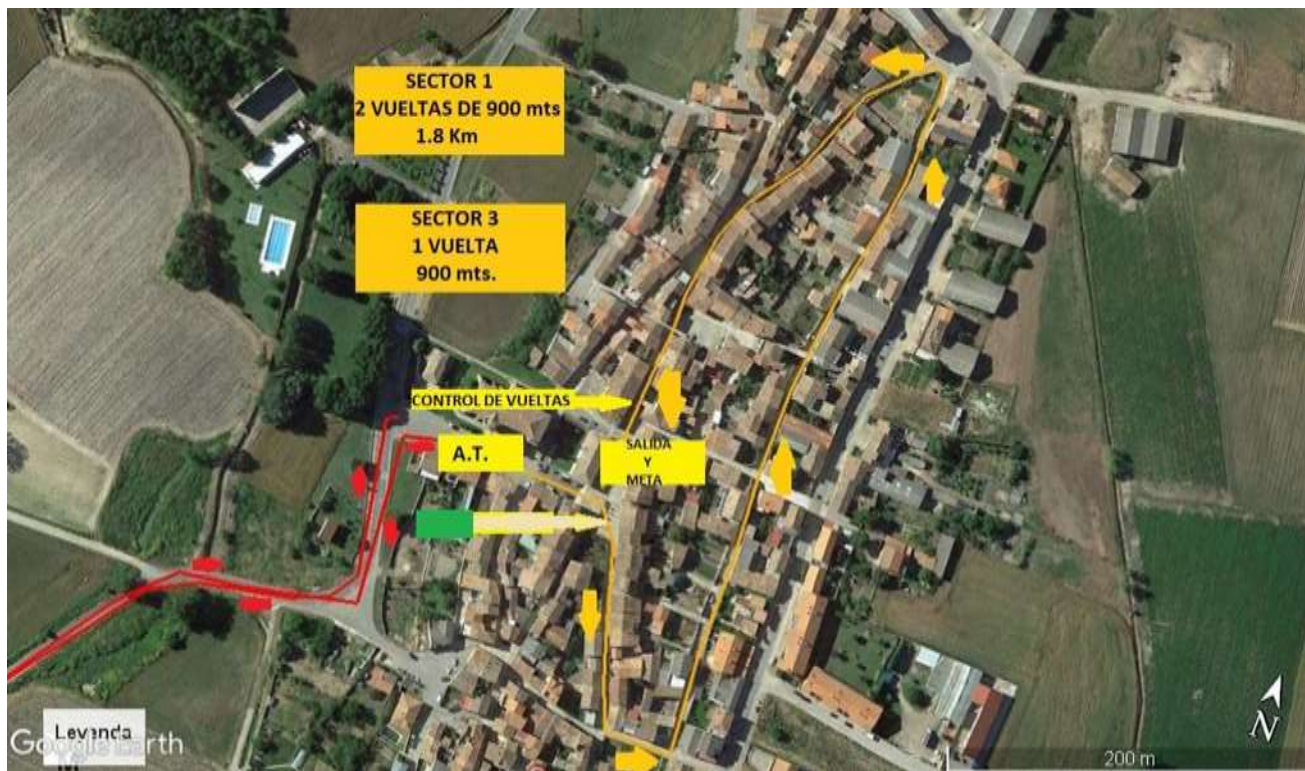 SECTOR 1
2 VUELTAS DE 900 mts
1.8 Km
SECTOR 3
1 VUELTA
900 mts.
CONTROL DE VUELTAS
A.T.
SALIDA
Y
META
Leyenda
Google Earth
N
200 m